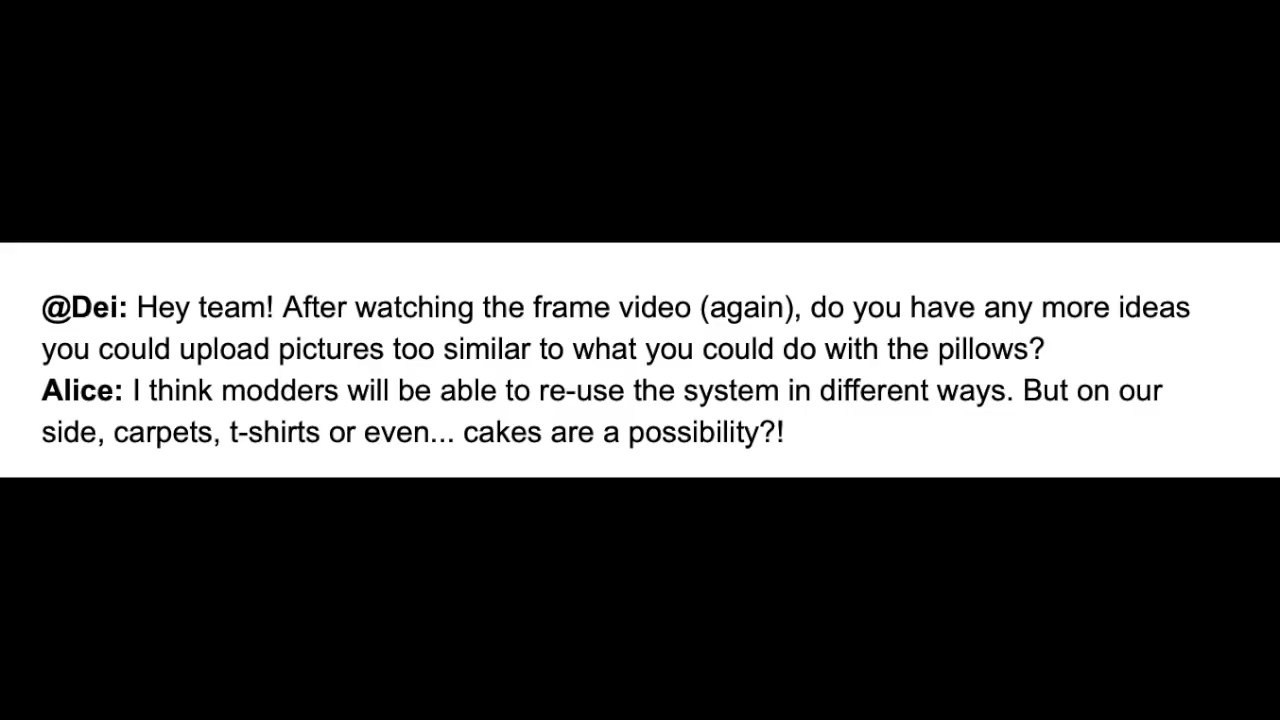 @Dei: Hey team! After watching the frame video (again), do you have any more ideas
you could upload pictures too similar to what you could do with the pillows?
Alice: I think modders will be able to re-use the system in different ways. But on our
side, carpets, t-shirts or even... cakes are a possibility?!